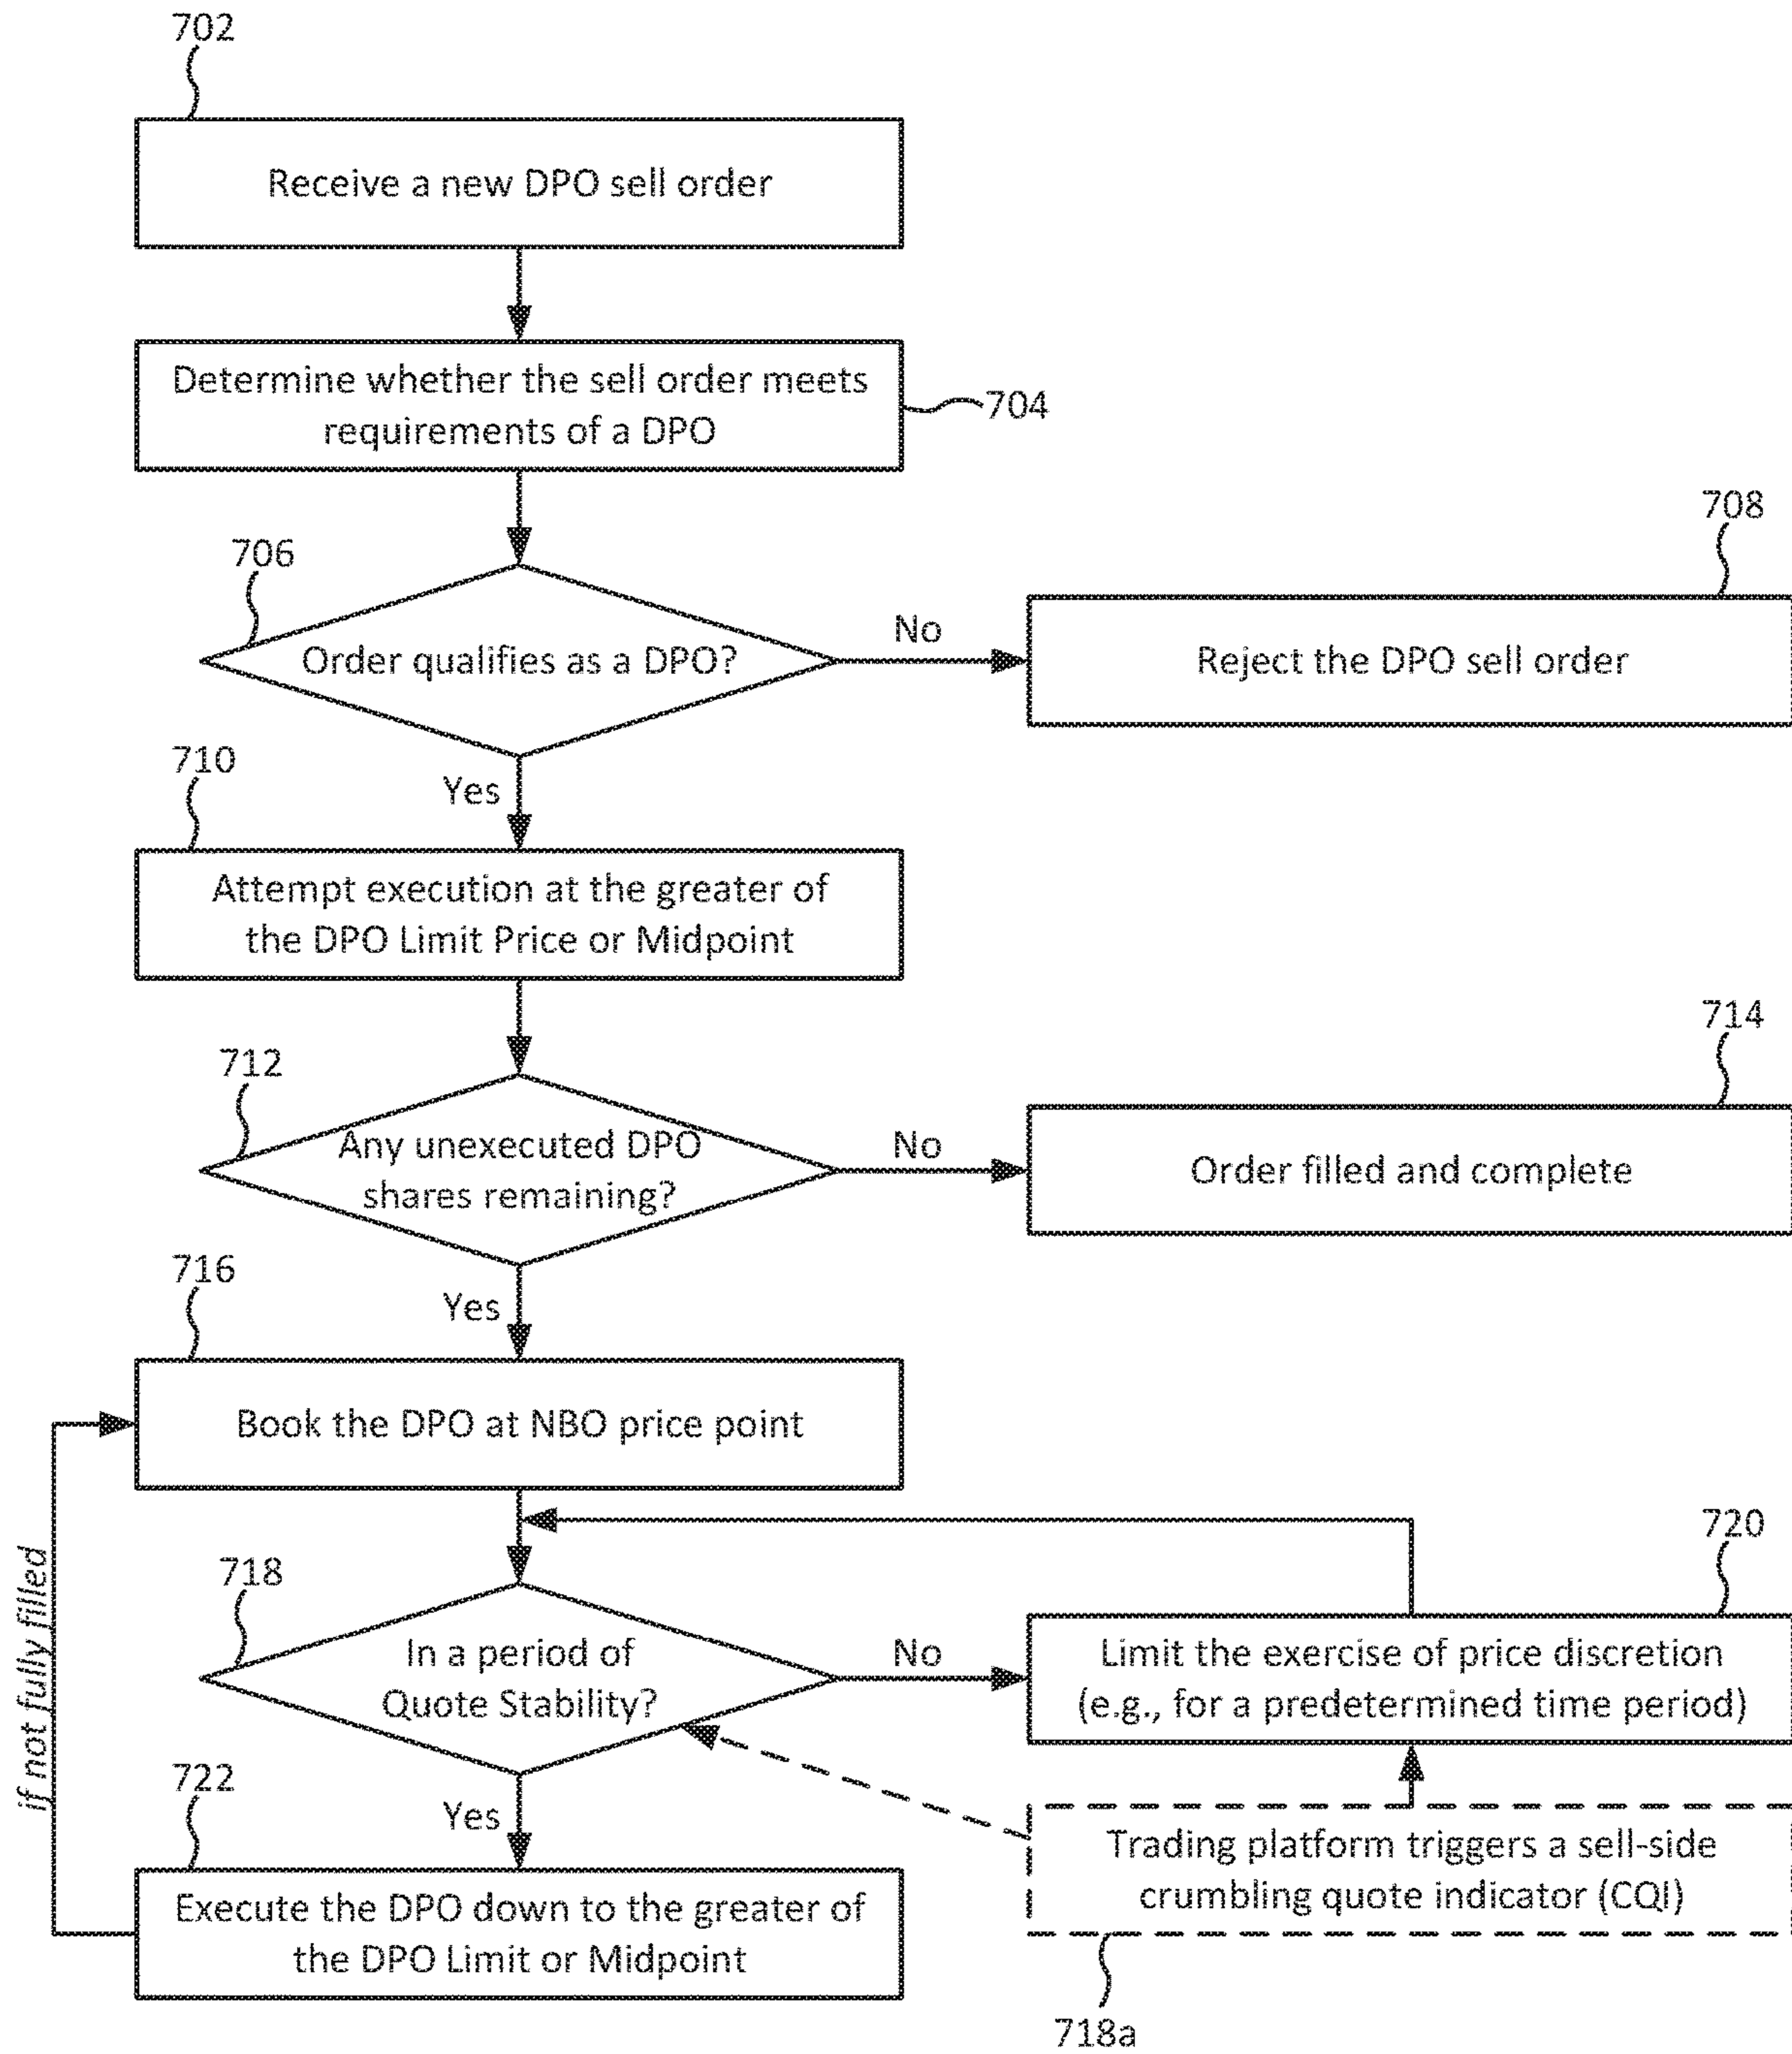 702
Receive a new DPO sell order
Determine whether the sell order meets
requirements of a DPO
704
706
Order qualifies as a DPO?
No
708
Reject the DPO sell order
Yes
710
Attempt execution at the greater of
the DPO Limit Price or Midpoint
712
Any unexecuted DPO
shares remaining?
No
714
Order filled and complete
Yes
716
Book the DPO at NBO price point
718
In a period of
Quote Stability?
No
720
Limit the exercise of price discretion
(e.g., for a predetermined time period)
Trading platform triggers a sell-side
crumbling quote indicator (CQI)
718a
Yes
722
Execute the DPO down to the greater of
the DPO Limit or Midpoint
if not fully filled